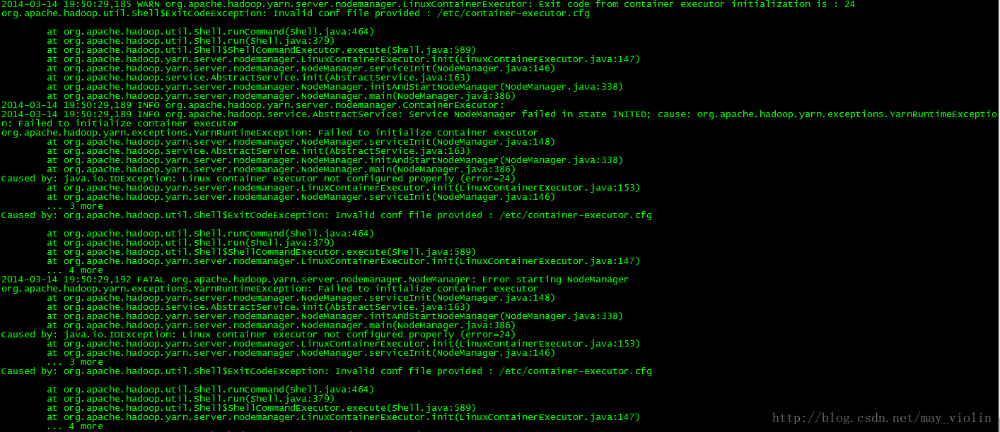 2014-03-14 19:50:29,185 WARN org.apache.hadoop.yarn.server.nodemanager.LinuxContainerExecutor: Exit code from container executor initialization is : 24
org.apache.hadoop.util.Shell$ExitCodeException: Invalid conf file provided : /etc/container-executor.cfg
at org.apache.hadoop.util.Shell.runCommand(Shell.java:464)
at org.apache.hadoop.util.Shell.run(Shell.java:379)
at org.apache.hadoop.util.Shell$ShellCommandExecutor.execute(Shell.java:589)
at org.apache.hadoop.yarn.server.nodemanager.LinuxContainerExecutor.init(LinuxContainerExecutor.java:147)
at org.apache.hadoop.yarn.server.nodemanager.NodeManager.serviceInit(NodeManager.java:146)
at org.apache.hadoop.service.AbstractService.init(AbstractService.java:163)
at org.apache.hadoop.yarn.server.nodemanager.NodeManager.initAndStartNodeManager(NodeManager.java:338)
at org.apache.hadoop.yarn.server.nodemanager.NodeManager.main(NodeManager.java:386)
2014-03-14 19:50:29,189 INFO org.apache.hadoop.yarn.server.nodemanager.ContainerExecutor:
2014-03-14 19:50:29,189 INFO org.apache.hadoop.service.AbstractService: Service NodeManager failed in state INITED; cause: org.apache.hadoop.yarn.exceptions.YarnRuntimeExceptio
n: Failed to initialize container executor
org.apache.hadoop.yarn.exceptions.YarnRuntimeException: Failed to initialize container executor
at org.apache.hadoop.yarn.server.nodemanager.NodeManager.serviceInit(NodeManager.java:148)
at org.apache.hadoop.service.AbstractService.init(AbstractService.java:163)
at org.apache.hadoop.yarn.server.nodemanager.NodeManager.initAndStartNodeManager(NodeManager.java:338)
at org.apache.hadoop.yarn.server.nodemanager.NodeManager.main(NodeManager.java:386)
Caused by: java.io.IOException: Linux container executor not configured properly (error=24)
at org.apache.hadoop.yarn.server.nodemanager.LinuxContainerExecutor.init(LinuxContainerExecutor.java:153)
at org.apache.hadoop.yarn.server.nodemanager.NodeManager.serviceInit(NodeManager.java:146)
... 3 more
Caused by: org.apache.hadoop.util.Shell$ExitCodeException: Invalid conf file provided : /etc/container-executor.cfg
at org.apache.hadoop.util.Shell.runCommand(Shell.java:464)
at org.apache.hadoop.util.Shell.run(Shell.java:379)
at org.apache.hadoop.util.Shell$ShellCommandExecutor.execute(Shell.java:589)
at org.apache.hadoop.yarn.server.nodemanager.LinuxContainerExecutor.init(LinuxContainerExecutor.java:147)
... 4 more
2014-03-14 19:50:29,192 FATAL org.apache.hadoop.yarn.server.nodemanager.NodeManager: Error starting NodeManager
org.apache.hadoop.yarn.exceptions.YarnRuntimeException: Failed to initialize container executor
at org.apache.hadoop.yarn.server.nodemanager.NodeManager.serviceInit(NodeManager.java:148)
at org.apache.hadoop.service.AbstractService.init(AbstractService.java:163)
at org.apache.hadoop.yarn.server.nodemanager.NodeManager.initAndStartNodeManager(NodeManager.java:338)
at org.apache.hadoop.yarn.server.nodemanager.NodeManager.main(NodeManager.java:386)
Caused by: java.io.IOException: Linux container executor not configured properly (error=24)
at org.apache.hadoop.yarn.server.nodemanager.LinuxContainerExecutor.init(LinuxContainerExecutor.java:153)
at org.apache.hadoop.yarn.server.nodemanager.NodeManager.serviceInit(NodeManager.java:146)
... 3 more
Caused by: org.apache.hadoop.util.Shell$ExitCodeException: Invalid conf file provided : /etc/container-executor.cfg
at org.apache.hadoop.util.Shell.runCommand(Shell.java:464)
at org.apache.hadoop.util.Shell.run(Shell.java:379)
at org.apache.hadoop.util.Shell$ShellCommandExecutor.execute(Shell.java:589)
at org.apache.hadoop.yarn.server.nodemanager.LinuxContainerExecutor.init(LinuxContainerExecutor.java:147)
... 4 more
http://blog.csdn.net/may_violin